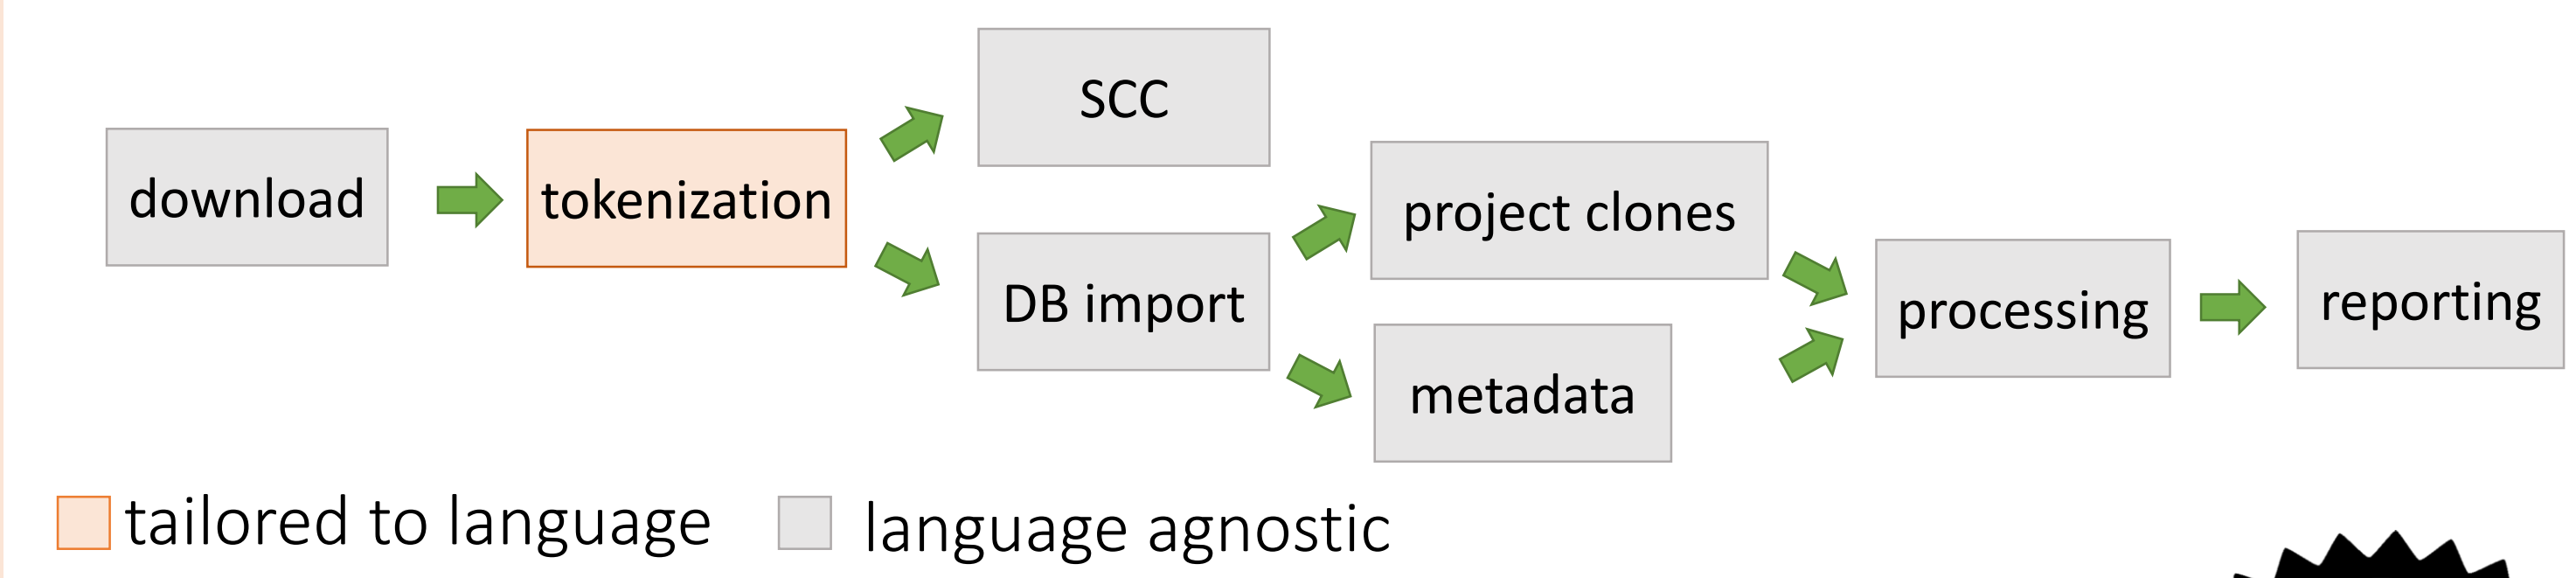 SCC
download
tokenization
project clones
DB import
processing
reporting
metadata
tailored to language
language agnostic